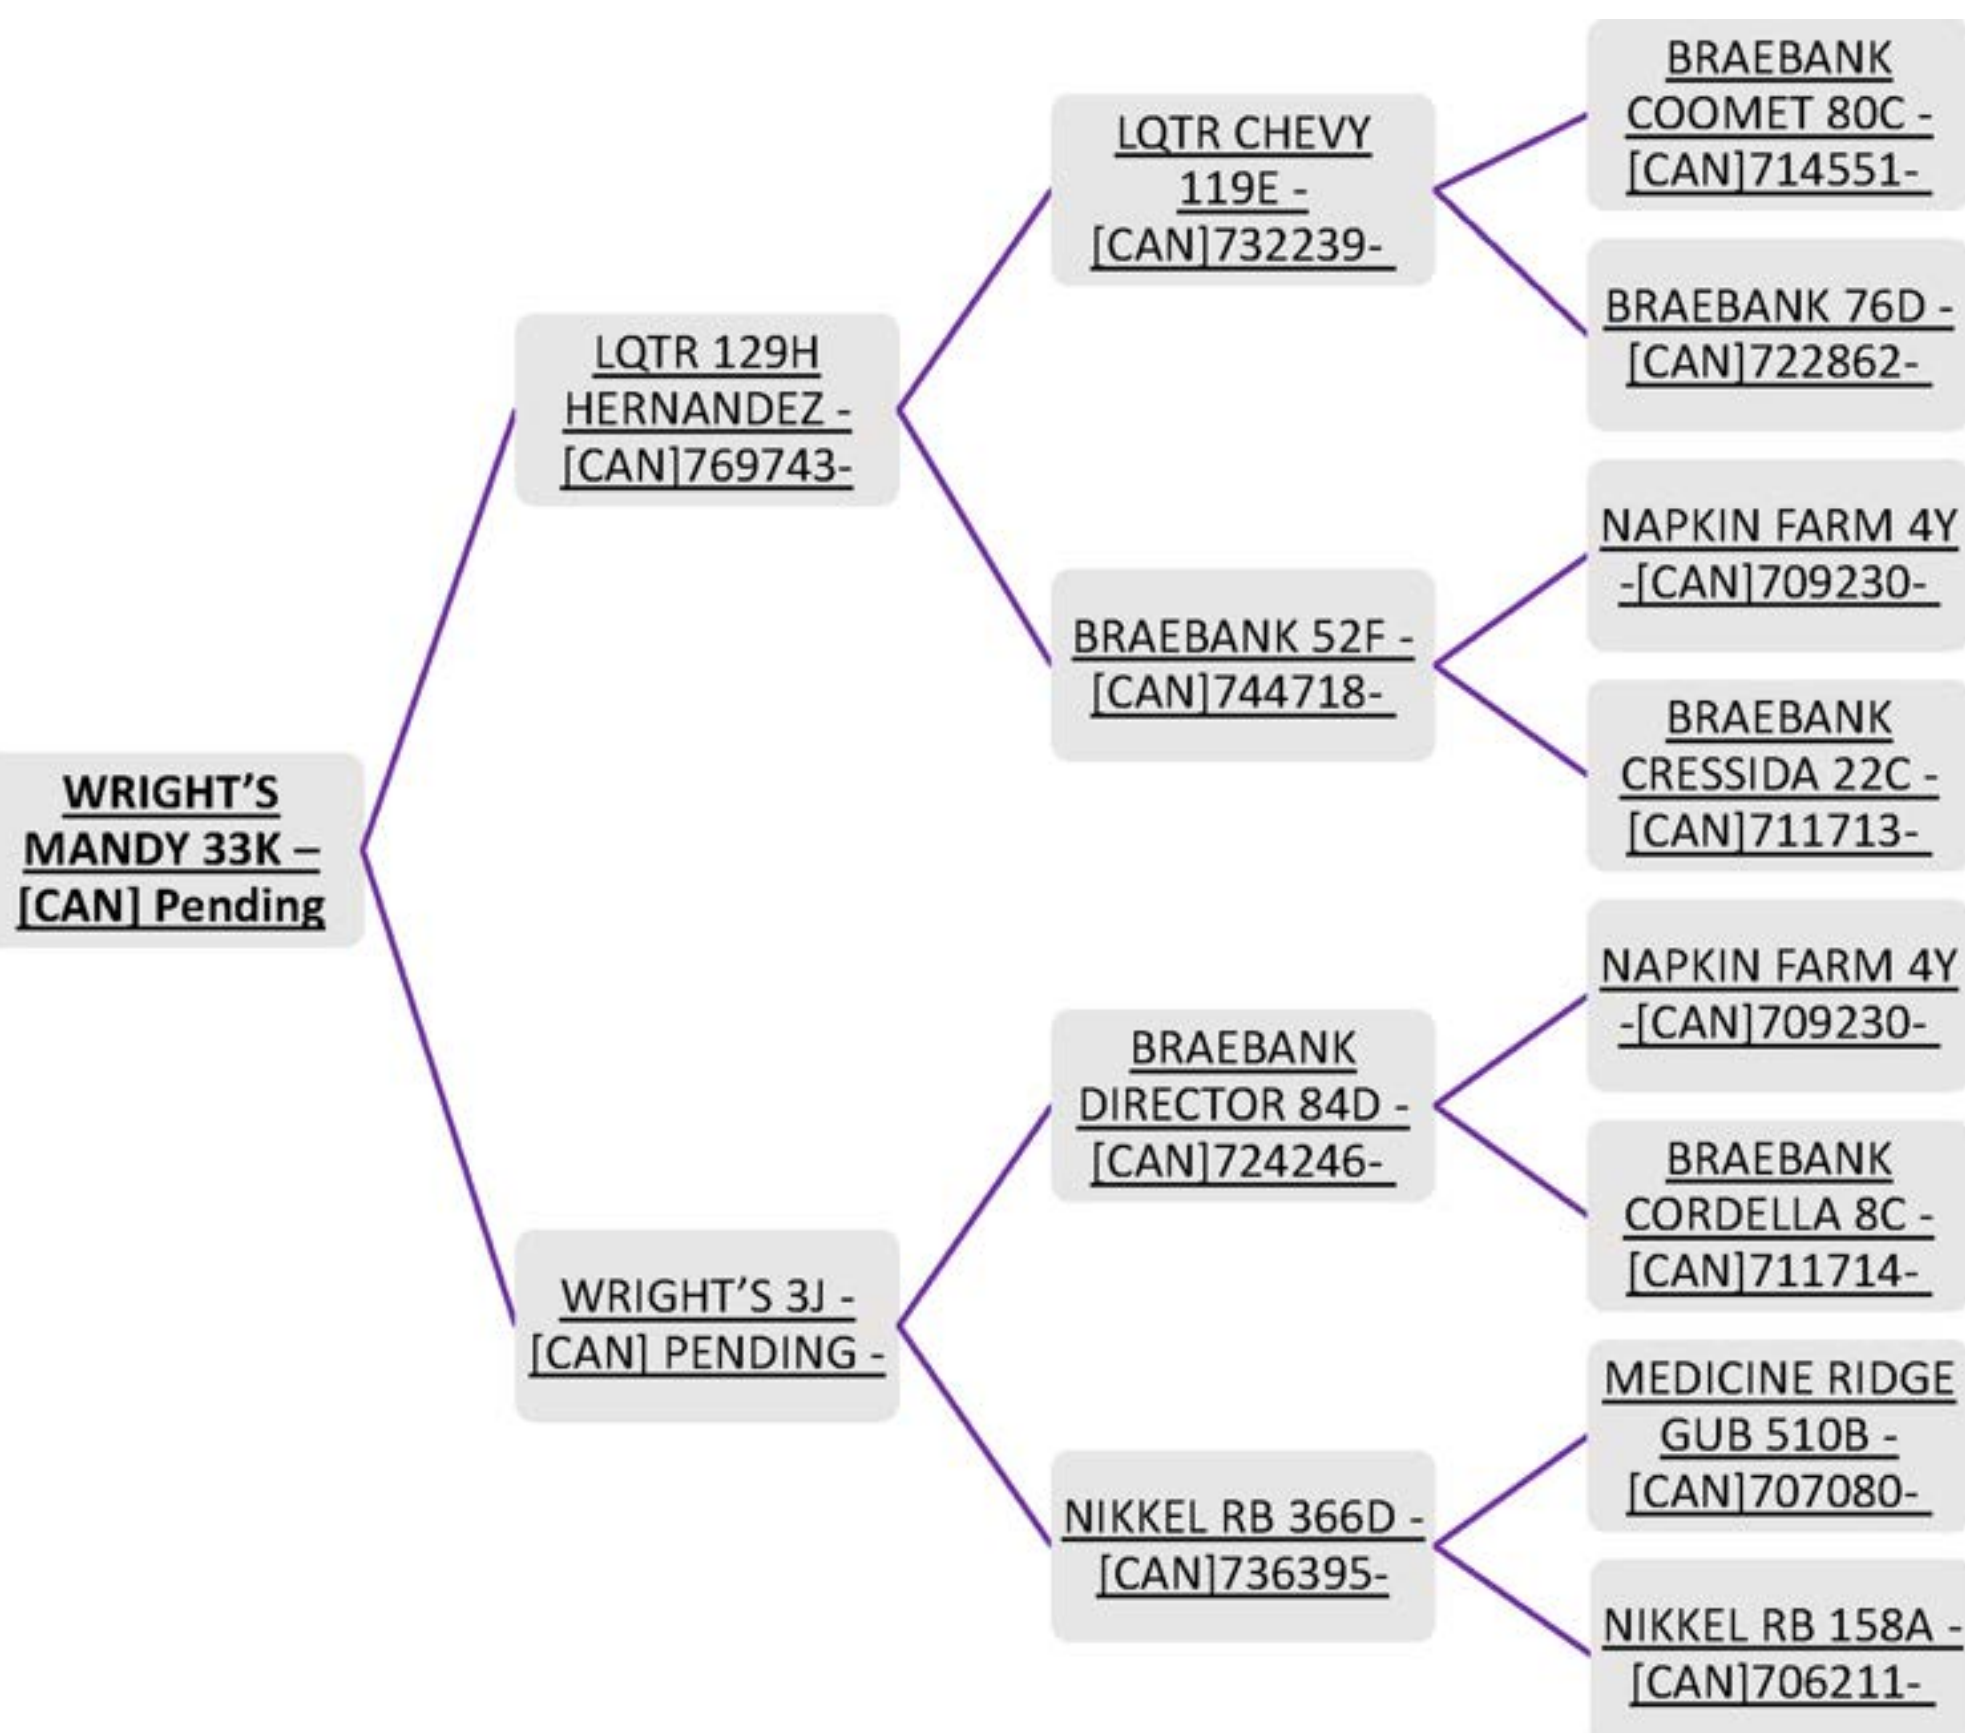 WRIGHT’S
MANDY 33K –
[CAN] Pending
LQTR 129H
HERNANDEZ -
[CAN]769743-
WRIGHT’S 3J -
[CAN] PENDING -
LQTR CHEVY
119E -
[CAN]732239-
BRAEBANK 52F -
[CAN]744718-
BRAEBANK
DIRECTOR 84D -
[CAN]724246-
NIKKEL RB 366D -
[CAN]736395-
BRAEBANK
COOMET 80C -
[CAN]714551-
BRAEBANK 76D -
[CAN]722862-
NAPKIN FARM 4Y
-[CAN]709230-
BRAEBANK
CRESSIDA 22C -
[CAN]711713-
NAPKIN FARM 4Y
-[CAN]709230-
BRAEBANK
CORDELLA 8C -
[CAN]711714-
MEDICINE RIDGE
GUB 510B -
[CAN]707080-
NIKKEL RB 158A -
[CAN]706211-